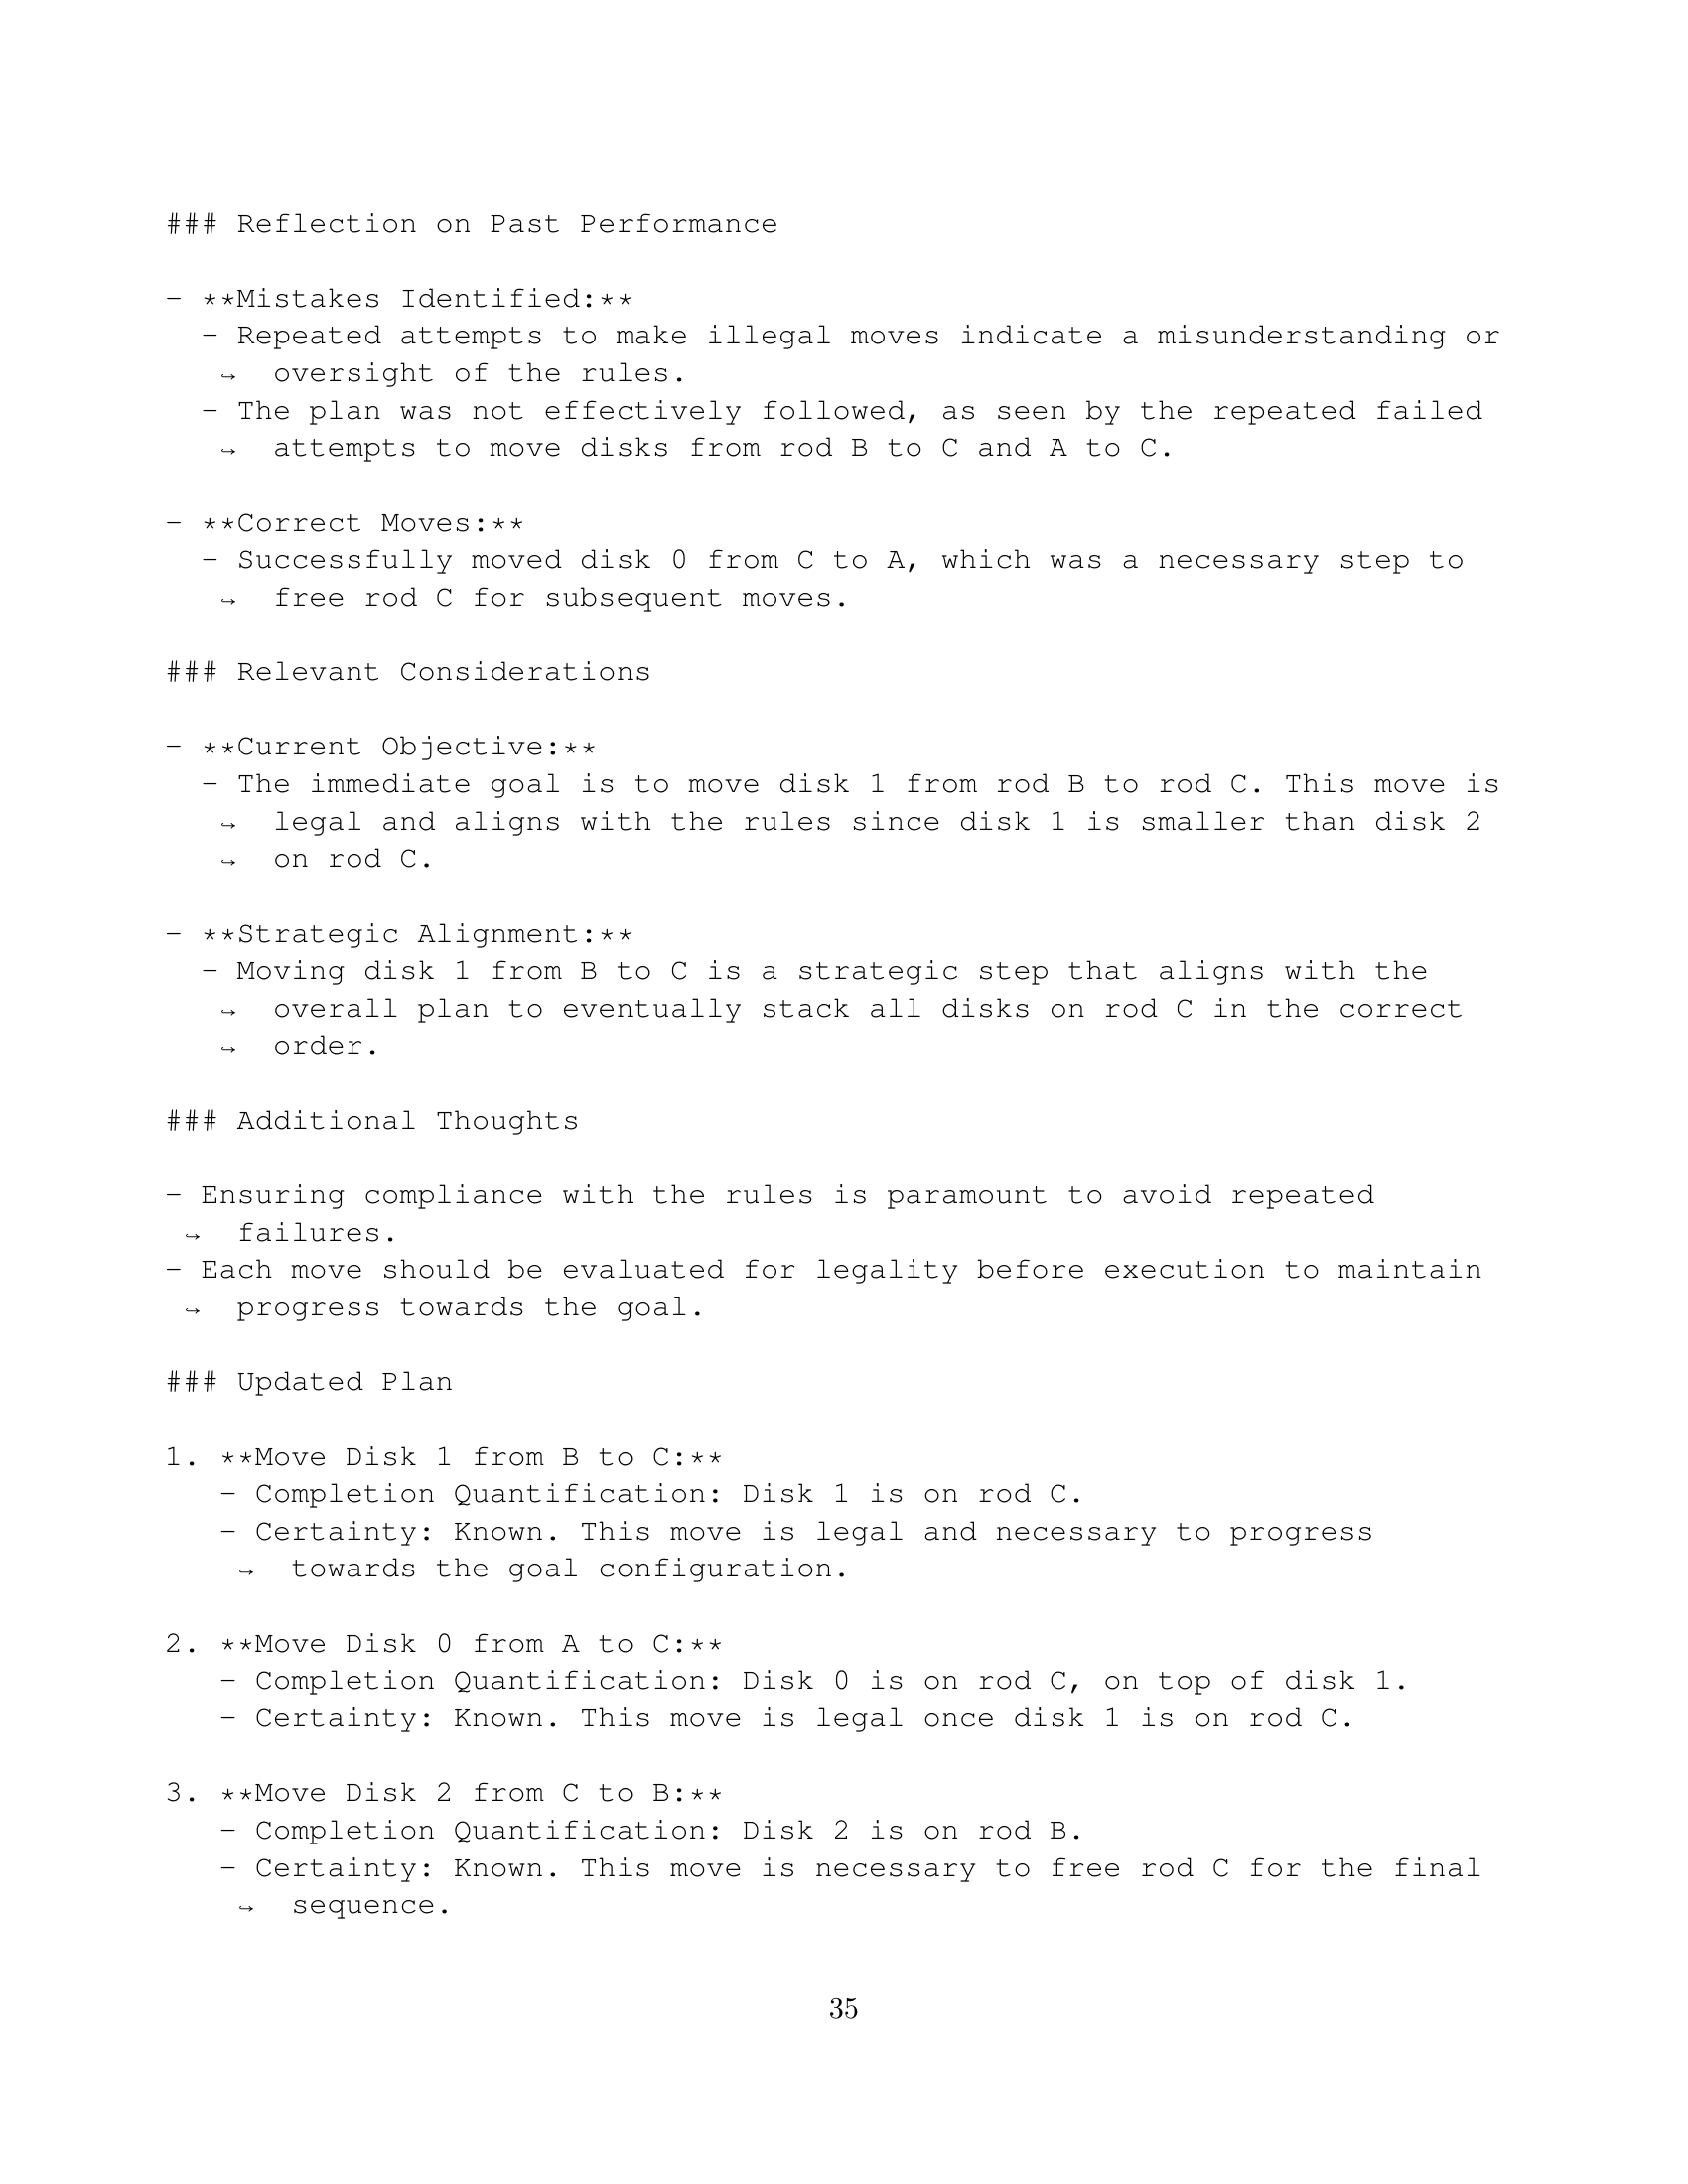 ### Reflection on Past Performance
- **Mistakes Identified:**
- Repeated attempts to make illegal moves indicate a misunderstanding or
↪ oversight of the rules.
- The plan was not effectively followed, as seen by the repeated failed
↪ attempts to move disks from rod B to C and A to C.
- **Correct Moves:**
- Successfully moved disk 0 from C to A, which was a necessary step to
↪ free rod C for subsequent moves.
### Relevant Considerations
- **Current Objective:**
- The immediate goal is to move disk 1 from rod B to rod C. This move is
↪ legal and aligns with the rules since disk 1 is smaller than disk 2
↪ on rod C.
- **Strategic Alignment:**
- Moving disk 1 from B to C is a strategic step that aligns with the
↪ overall plan to eventually stack all disks on rod C in the correct
↪ order.
### Additional Thoughts
- Ensuring compliance with the rules is paramount to avoid repeated
↪ failures.
- Each move should be evaluated for legality before execution to maintain
↪ progress towards the goal.
### Updated Plan
1. **Move Disk 1 from B to C:**
- Completion Quantification: Disk 1 is on rod C.
- Certainty: Known. This move is legal and necessary to progress
↪ towards the goal configuration.
2. **Move Disk 0 from A to C:**
- Completion Quantification: Disk 0 is on rod C, on top of disk 1.
- Certainty: Known. This move is legal once disk 1 is on rod C.
3. **Move Disk 2 from C to B:**
- Completion Quantification: Disk 2 is on rod B.
- Certainty: Known. This move is necessary to free rod C for the final
↪ sequence.
35